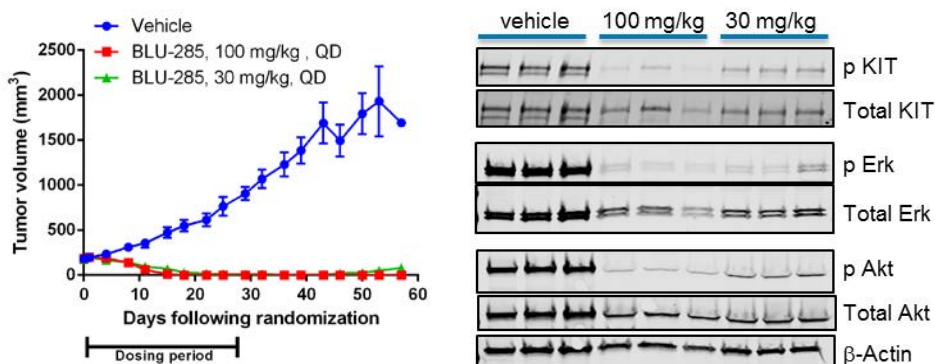 Vehicle
BLU-285, 100 mg/kg , QD
BLU-285, 30 mg/kg, QD
Tumor volume (mm³)
2500
2000
1500
1000
500
0
0 10 20 30 40 50 60
Days following randomization
Dosing period
vehicle 100 mg/kg 30 mg/kg
p KIT
Total KIT
p Erk
Total Erk
p Akt
Total Akt
β-Actin